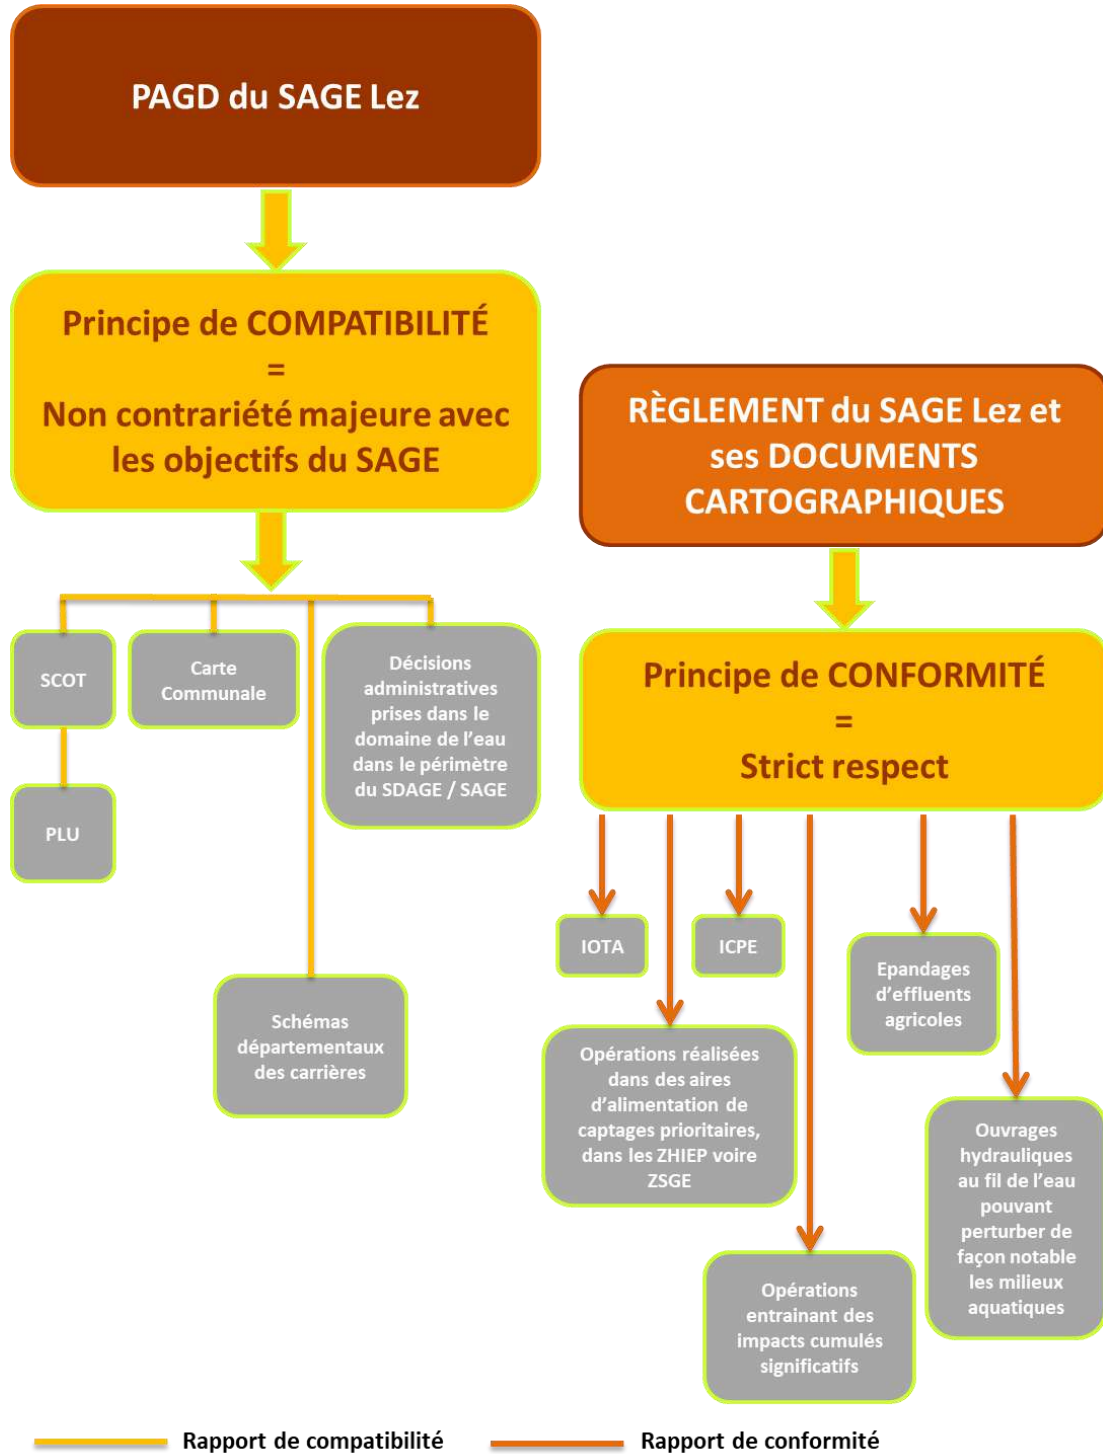 PAGD du SAGE Lez
Principe de COMPATIBILITÉ
=
Non contrariété majeure avec
les objectifs du SAGE
SCOT
PLU
Carte
Communale
Schémas
départementaux
des carrières
Décisions
administratives
prises dans le
domaine de l'eau
dans le périmètre
du SDAGE / SAGE
RÈGLEMENT du SAGE Lez et
ses DOCUMENTS
CARTOGRAPHIQUES
Principe de CONFORMITÉ
=
Strict respect
IOTA
Opérations réalisées
dans des aires
d'alimentation de
captages prioritaires,
dans les ZHIEP voire
ZSGE
ICPE
Opérations
entrainant des
impacts cumulés
significatifs
Epandages
d'effluents
agricoles
Ouvrages
hydrauliques
au fil de l'eau
pouvant
perturber de
façon notable
les milieux
aquatiques
Rapport de compatibilité
Rapport de conformité